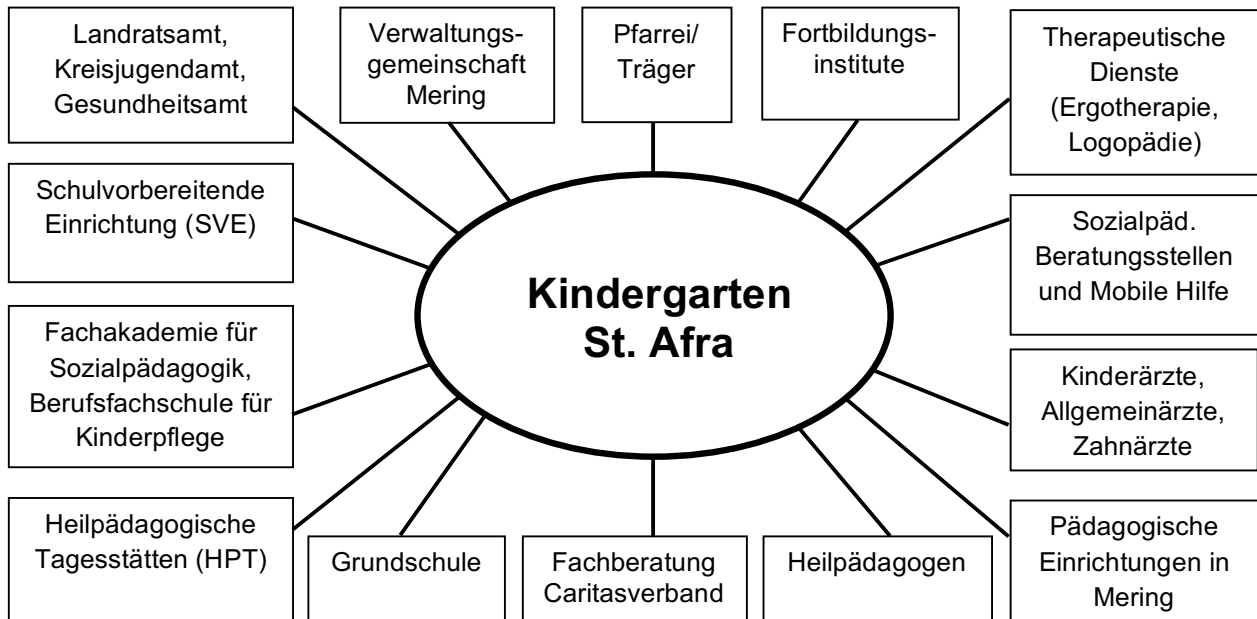 Landratsamt,
Kreisjugendamt,
Gesundheitsamt
Verwaltungs-
gemeinschaft
Mering
Pfarrei/
Träger
Fortbildungs-
institute
Therapeutische
Dienste
(Ergotherapie,
Logopädie)
Schulvorbereitende
Einrichtung (SVE)
Sozialpäd.
Beratungsstellen
und Mobile Hilfe
Kindergarten
St. Afra
Fachakademie für
Sozialpädagogik,
Berufsfachschule für
Kinderpflege
Kinderärzte,
Allgemeinärzte,
Zahnärzte
Heilpädagogische
Tagesstätten (HPT)
Grundschule
Fachberatung
Caritasverband
Heilpädagogen
Pädagogische
Einrichtungen in
Mering